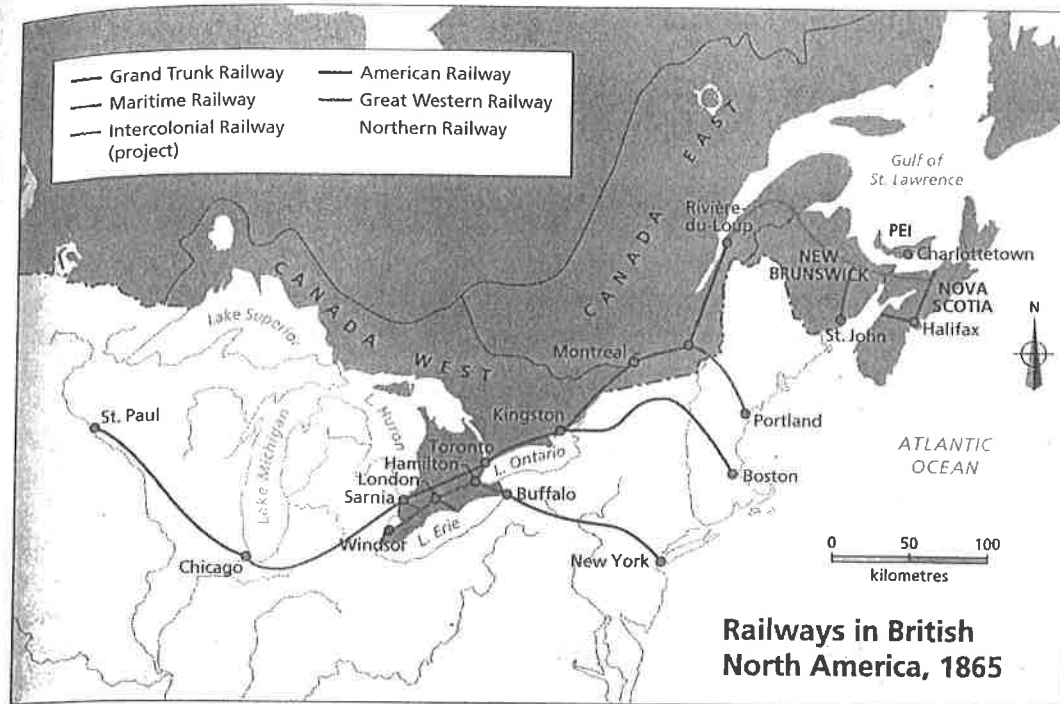 Grand Trunk Railway
Maritime Railway
Intercolonial Railway
(project)
American Railway
Great Western Railway
Northern Railway
CANADA EAST
Gulf of
St. Lawrence
Rivière-
du-Loup
PEI
Charlottetown
NEW
BRUNSWICK
NOVA
SCOTIA
CANADA WEST
Lake Superior
St. John
Halifax
N
Montreal
St. Paul
Lake Michigan
L. Huron
Kingston
Portland
Toronto
Hamilton
L. Ontario
London
Sarnia
Buffalo
Boston
ATLANTIC
OCEAN
Windsor
L. Erie
Chicago
New York
0 50 100
kilometres
Railways in British
North America, 1865